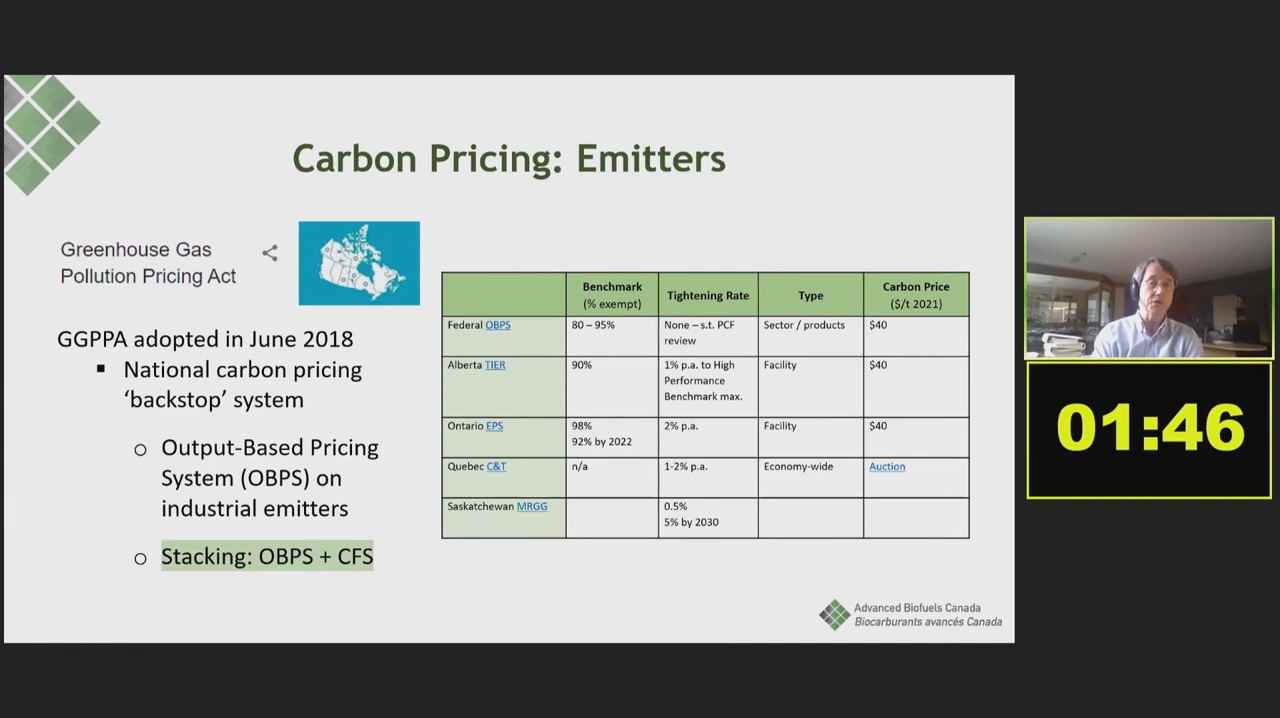 Carbon Pricing: Emitters
Greenhouse Gas
Pollution Pricing Act
GGPPA adopted in June 2018
▪ National carbon pricing
‘backstop’ system
o Output-Based Pricing
System (OBPS) on
industrial emitters
o Stacking: OBPS + CFS
Benchmark
(% exempt)
Tightening Rate
Type
Carbon Price
($/t 2021)
Federal OBPS
80 – 95%
None – s.t. PCF
review
Sector / products
$40
Alberta TIER
90%
1% p.a. to High
Performance
Benchmark max.
Facility
$40
Ontario EPS
98%
92% by 2022
2% p.a.
Facility
$40
Quebec C&T
n/a
1-2% p.a.
Economy-wide
Auction
Saskatchewan MRGG
0.5%
5% by 2030
Advanced Biofuels Canada
Biocarburants avancés Canada
01:46